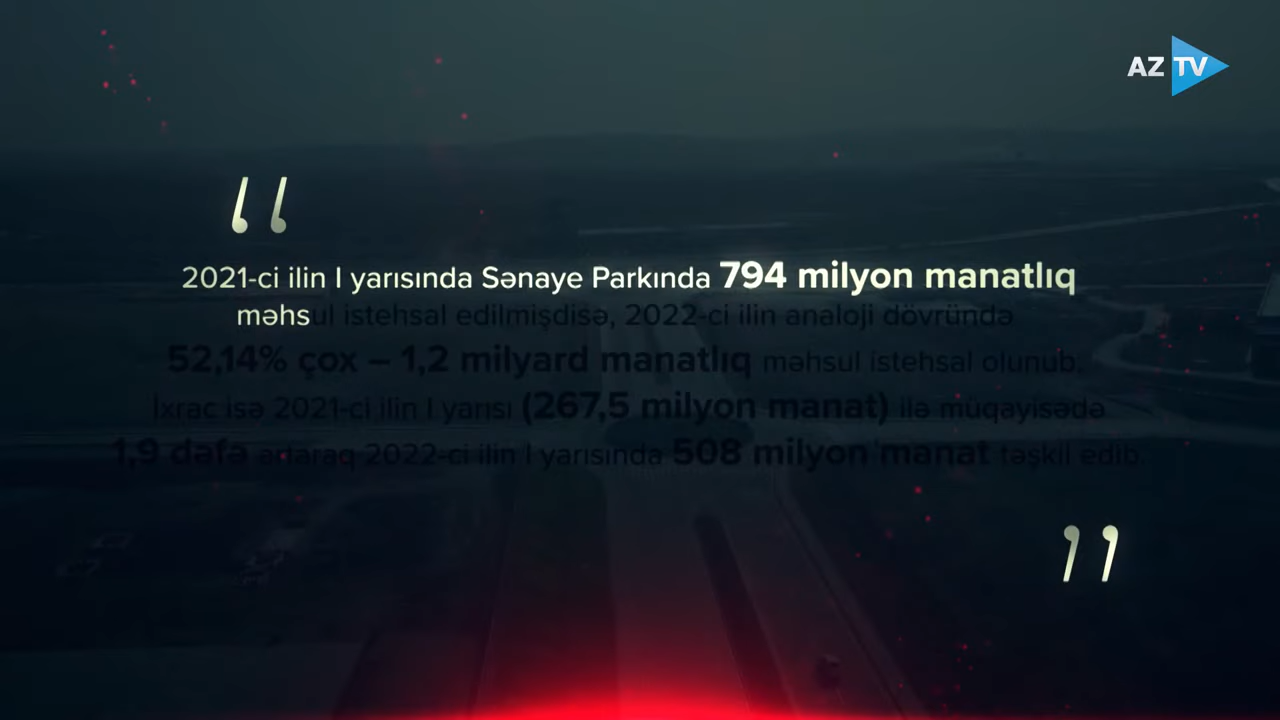 AZ TV
2021-ci ilin I yarısında Sənaye Parkında 794 milyon manatlıq
məhsul istehsal edilmişdisə, 2022-ci ilin analoji dövründə
52,14% çox – 1,2 milyard manatlıq məhsul istehsal olunub.
İxrac isə 2021-ci ilin I yarısı (267,5 milyon manat) ilə müqayisədə
1,9 dəfə artaraq 2022-ci ilin I yarısında 508 milyon manat təşkil edib.